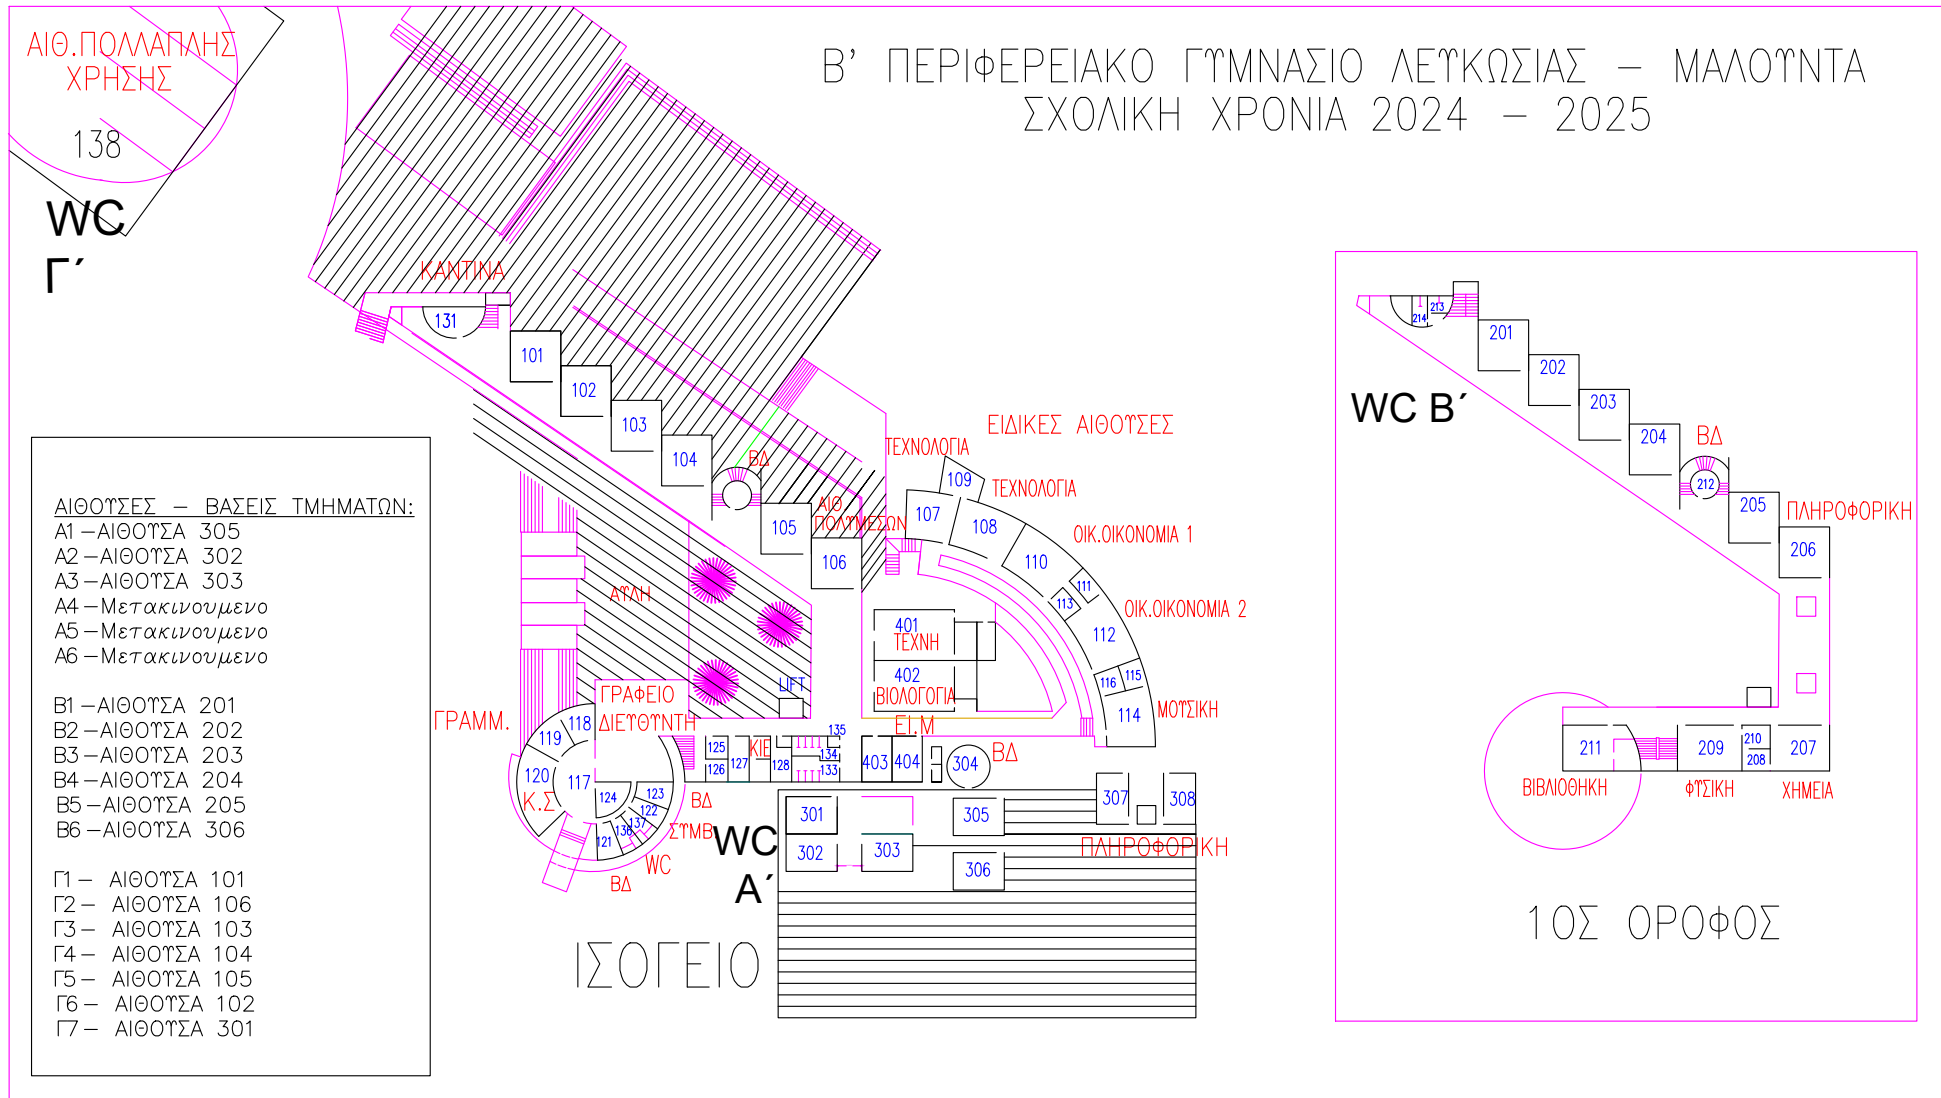 Β’ ΠΕΡΙΦΕΡΕΙΑΚΟ ΓΥΜΝΑΣΙΟ ΛΕΥΚΩΣΙΑΣ – ΜΑΛΟΥΝΤΑ
ΣΧΟΛΙΚΗ ΧΡΟΝΙΑ 2024 – 2025
ΑΙΘ.ΠΟΛΛΑΠΛΗΣ
ΧΡΗΣΗΣ
138
WC
Γ΄
ΚΑΝΤΙΝΑ
131
101
102
103
104
ΒΔ
105
ΑΙΘ.
ΠΟΛΥΜΕΣΩΝ
106
ΕΙΔΙΚΕΣ ΑΙΘΟΥΣΕΣ
ΤΕΧΝΟΛΟΓΙΑ
109
ΤΕΧΝΟΛΟΓΙΑ
107
108
ΟΙΚ.ΟΙΚΟΝΟΜΙΑ 1
110
111
113
ΟΙΚ.ΟΙΚΟΝΟΜΙΑ 2
112
115
116
114
ΜΟΥΣΙΚΗ
401
ΤΕΧΝΗ
402
ΒΙΟΛΟΓΟΓΙΑ
ΕΙ.Μ
ΑΥΛΗ
LIFT
ΓΡΑΦΕΙΟ
ΔΙΕΥΘΥΝΤΗ
ΓΡΑΜΜ.
118
119
120
117
Κ.Σ
124
123
122
137
136
121
ΒΔ
ΣΥΜΒ.
WC
ΒΔ
125
126
127
ΚΙΕ
128
135
134
133
403
404
304
ΒΔ
WC
Α΄
301
302
303
305
306
307
308
ΠΛΗΡΟΦΟΡΙΚΗ
ΙΣΟΓΕΙΟ
ΑΙΘΟΥΣΕΣ – ΒΑΣΕΙΣ ΤΜΗΜΑΤΩΝ:
Α1–ΑΙΘΟΥΣΑ 305
Α2–ΑΙΘΟΥΣΑ 302
Α3–ΑΙΘΟΥΣΑ 303
Α4–Μετακινουμενο
Α5–Μετακινουμενο
Α6–Μετακινουμενο
Β1–ΑΙΘΟΥΣΑ 201
Β2–ΑΙΘΟΥΣΑ 202
Β3–ΑΙΘΟΥΣΑ 203
Β4–ΑΙΘΟΥΣΑ 204
Β5–ΑΙΘΟΥΣΑ 205
Β6–ΑΙΘΟΥΣΑ 306
Γ1– ΑΙΘΟΥΣΑ 101
Γ2– ΑΙΘΟΥΣΑ 106
Γ3– ΑΙΘΟΥΣΑ 103
Γ4– ΑΙΘΟΥΣΑ 104
Γ5– ΑΙΘΟΥΣΑ 105
Γ6– ΑΙΘΟΥΣΑ 102
Γ7– ΑΙΘΟΥΣΑ 301
213
214
201
202
203
204
WC Β΄
ΒΔ
212
205
ΠΛΗΡΟΦΟΡΙΚΗ
206
211
209
210
208
207
ΒΙΒΛΙΟΘΗΚΗ
ΦΥΣΙΚΗ
ΧΗΜΕΙΑ
1ΟΣ ΟΡΟΦΟΣ